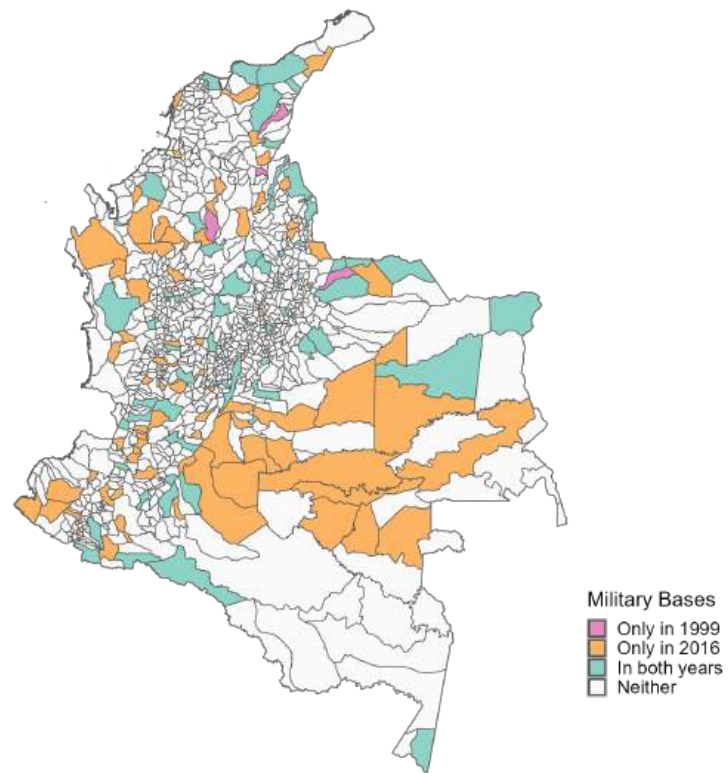 Military Bases
Only in 1999
Only in 2016
In both years
Neither